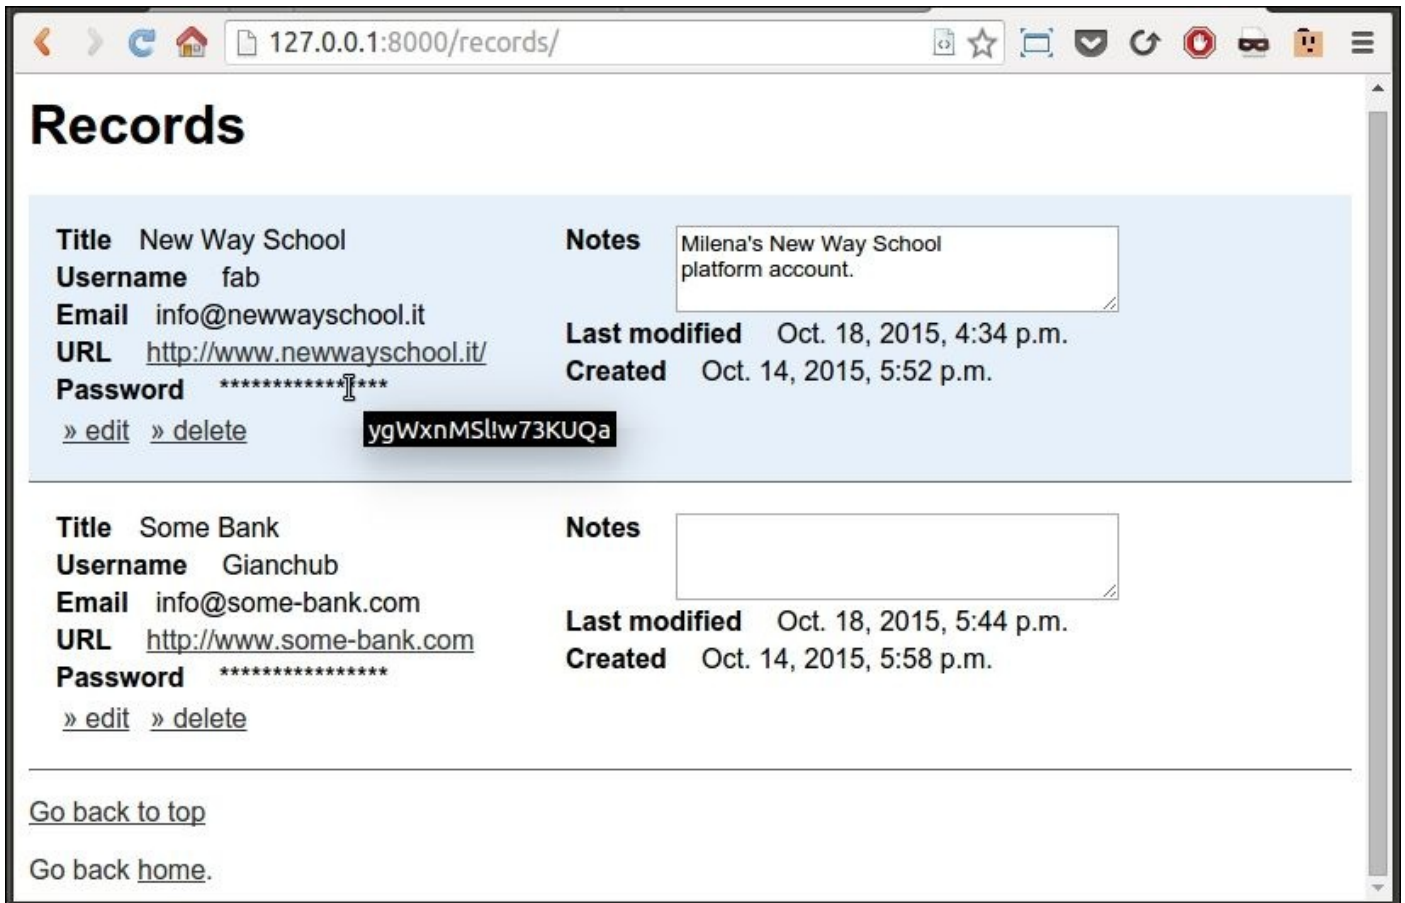 127.0.0.1:8000/records/
Records
Title New Way School
Username fab
Email info@newwayschool.it
URL http://www.newwayschool.it/
Password ****************
» edit » delete
ygWxnMSl!w73KUQa
Notes Milena's New Way School
platform account.
Last modified Oct. 18, 2015, 4:34 p.m.
Created Oct. 14, 2015, 5:52 p.m.
Title Some Bank
Username Gianchub
Email info@some-bank.com
URL http://www.some-bank.com
Password ****************
» edit » delete
Notes
Last modified Oct. 18, 2015, 5:44 p.m.
Created Oct. 14, 2015, 5:58 p.m.
Go back to top
Go back home.